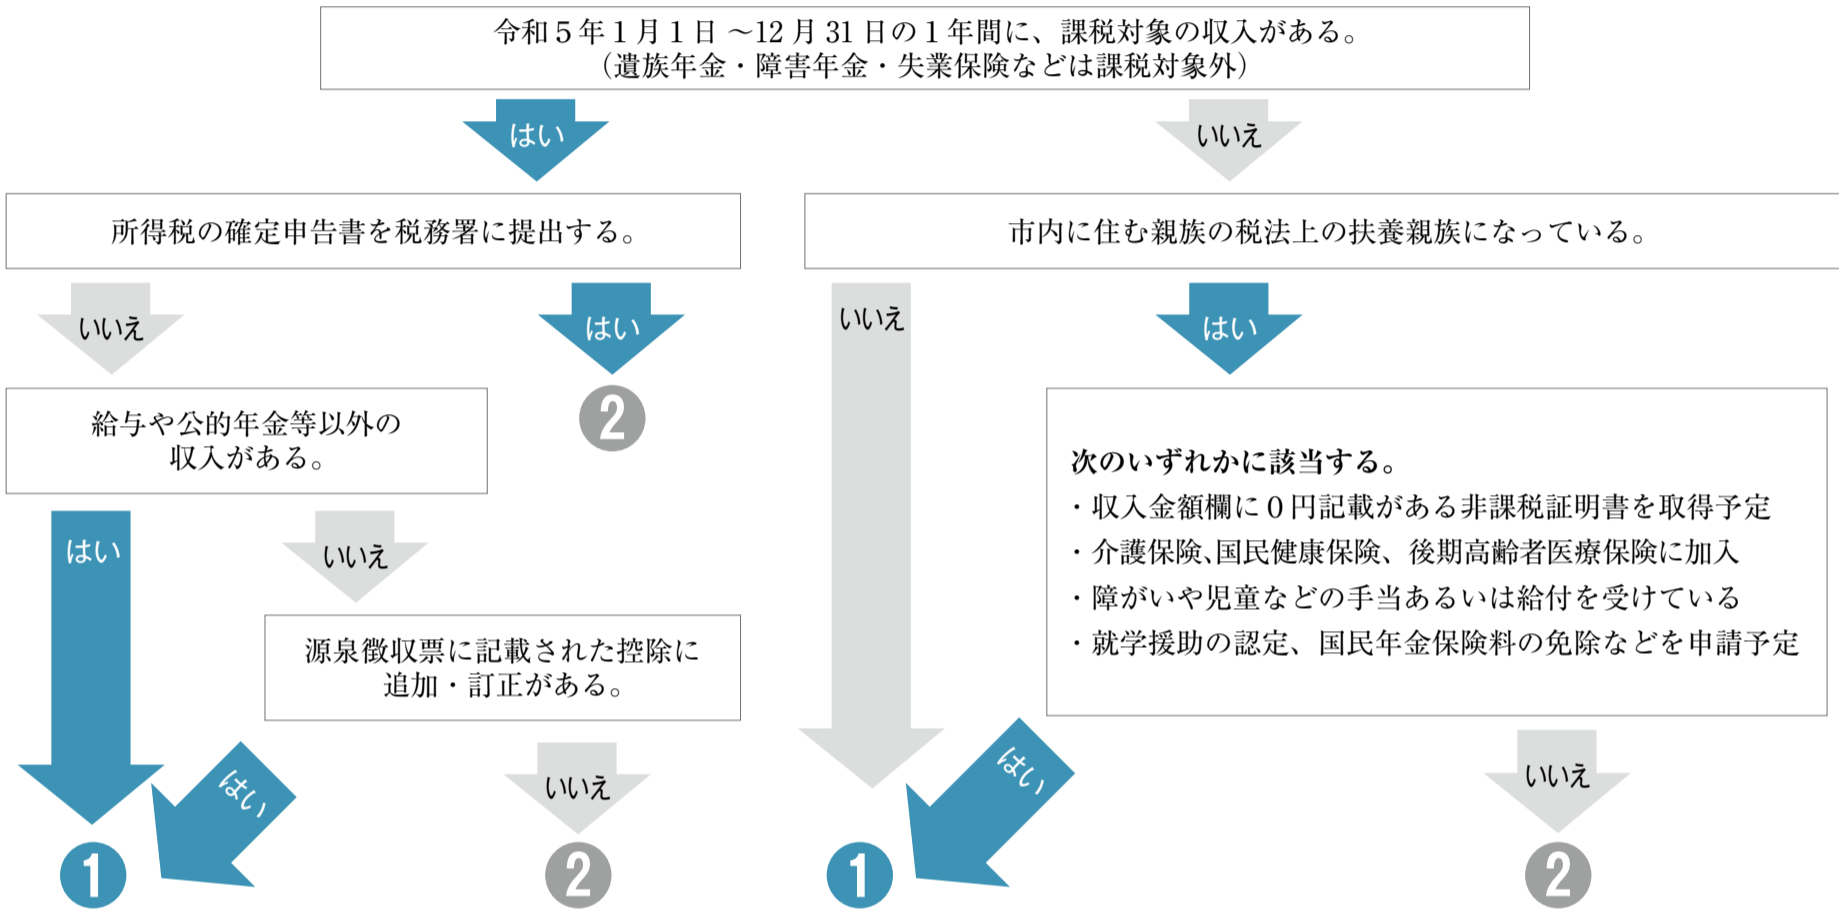 令和5年1月1日～12月31日の1年間に、課税対象の収入がある。
（遺族年金・障害年金・失業保険などは課税対象外）
はい
いいえ
所得税の確定申告書を税務署に提出する。
市内に住む親族の税法上の扶養親族になっている。
いいえ
はい
いいえ
はい
2
給与や公的年金等以外の
収入がある。
次のいずれかに該当する。
・収入金額欄に0円記載がある非課税証明書を取得予定
・介護保険、国民健康保険、後期高齢者医療保険に加入
・障がいや児童などの手当あるいは給付を受けている
・就学援助の認定、国民年金保険料の免除などを申請予定
はい
いいえ
源泉徴収票に記載された控除に
追加・訂正がある。
はい
いいえ
はい
いいえ
1
2
1
2